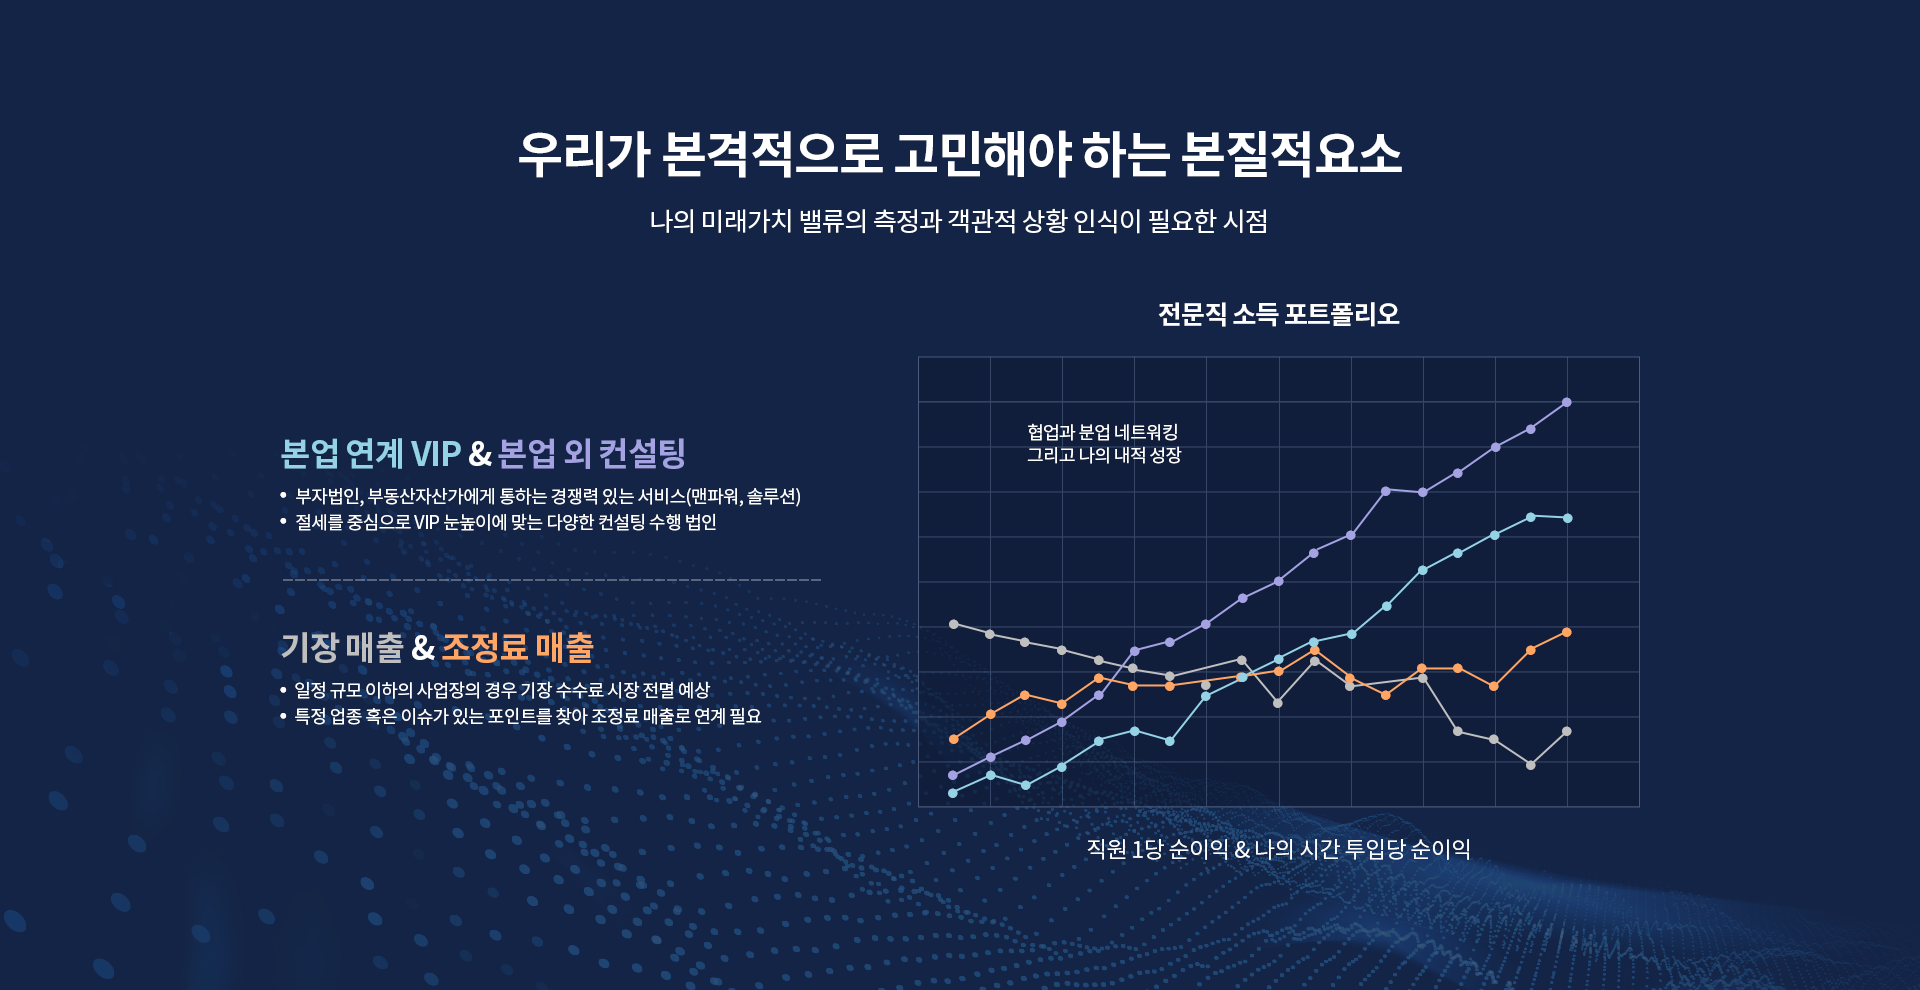 우리가 본격적으로 고민해야 하는 본질적요소
나의 미래가치 밸류의 측정과 객관적 상황 인식이 필요한 시점
본업 연계 VIP & 본업 외 컨설팅
• 부자법인, 부동산자산가에게 통하는 경쟁력 있는 서비스(맨파워, 솔루션)
• 절세를 중심으로 VIP 눈높이에 맞는 다양한 컨설팅 수행 법인
기장 매출 & 조정료 매출
• 일정 규모 이하의 사업장의 경우 기장 수수료 시장 전멸 예상
• 특정 업종 혹은 이슈가 있는 포인트를 찾아 조정료 매출로 연계 필요
전문직 소득 포트폴리오
협업과 분업 네트워킹
그리고 나의 내적 성장
직원 1당 순이익 & 나의 시간 투입당 순이익